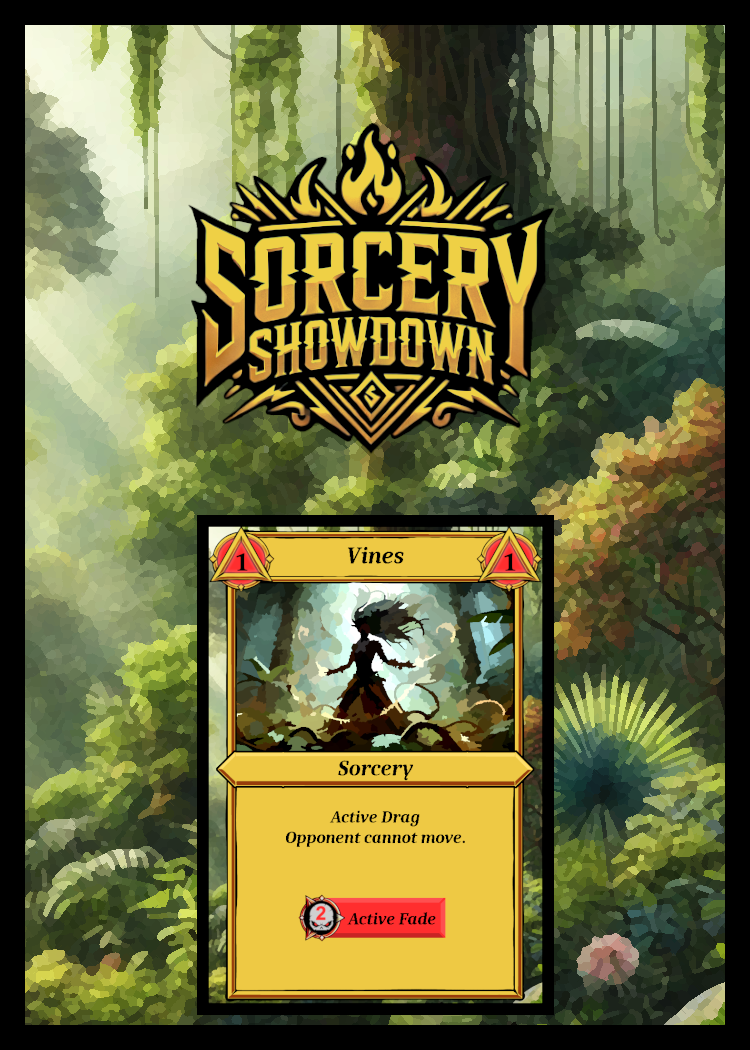 SORCERY
SHOWDOWN
S
1 Vines 1
Sorcery
Active Drag
Opponent cannot move.
2 Active Fade